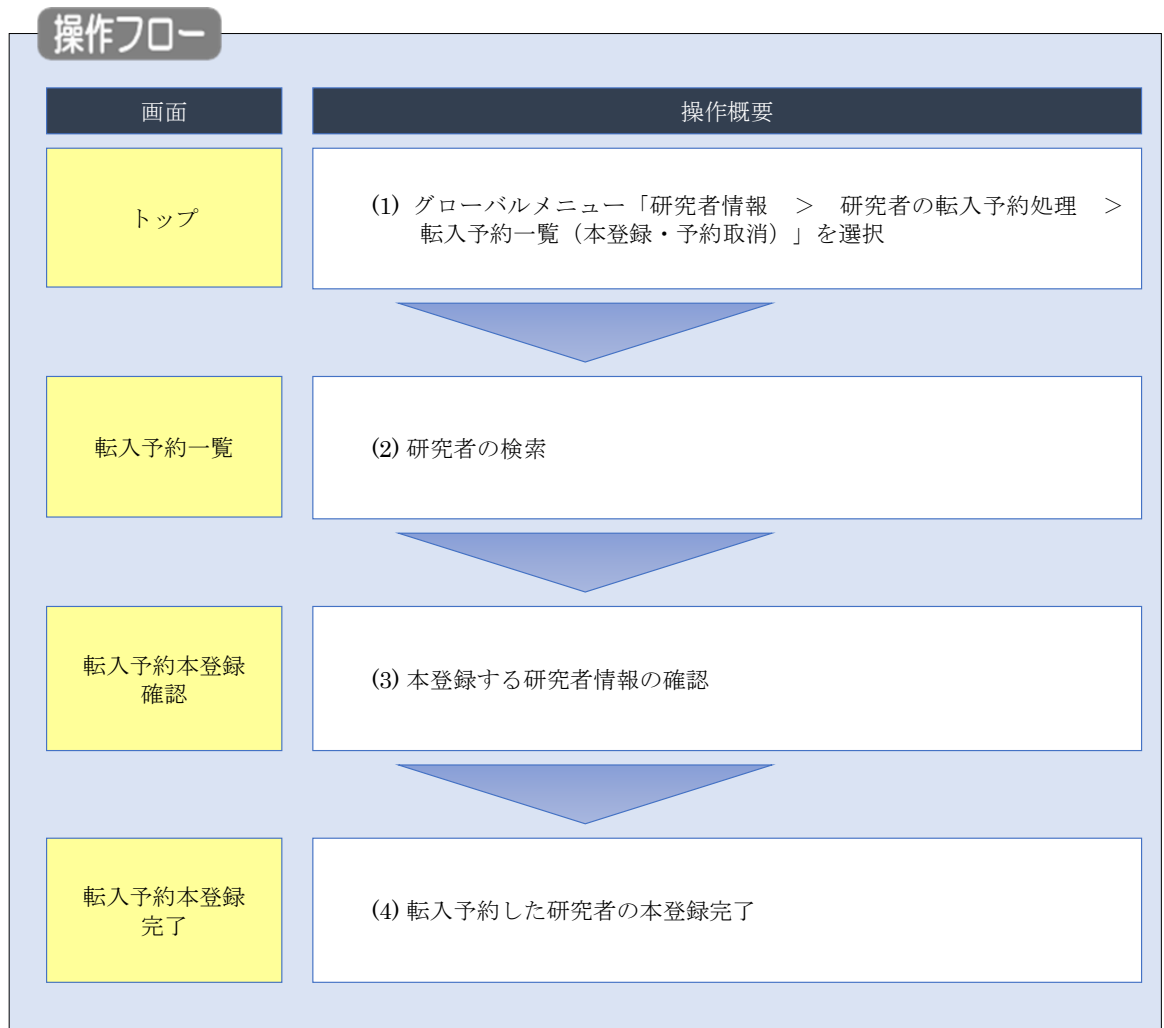 操作フロー
画面
操作概要
トップ
(1) グローバルメニュー「研究者情報　＞　研究者の転入予約処理　＞
転入予約一覧（本登録・予約取消）」を選択
転入予約一覧
(2) 研究者の検索
転入予約本登録
確認
(3) 本登録する研究者情報の確認
転入予約本登録
完了
(4) 転入予約した研究者の本登録完了